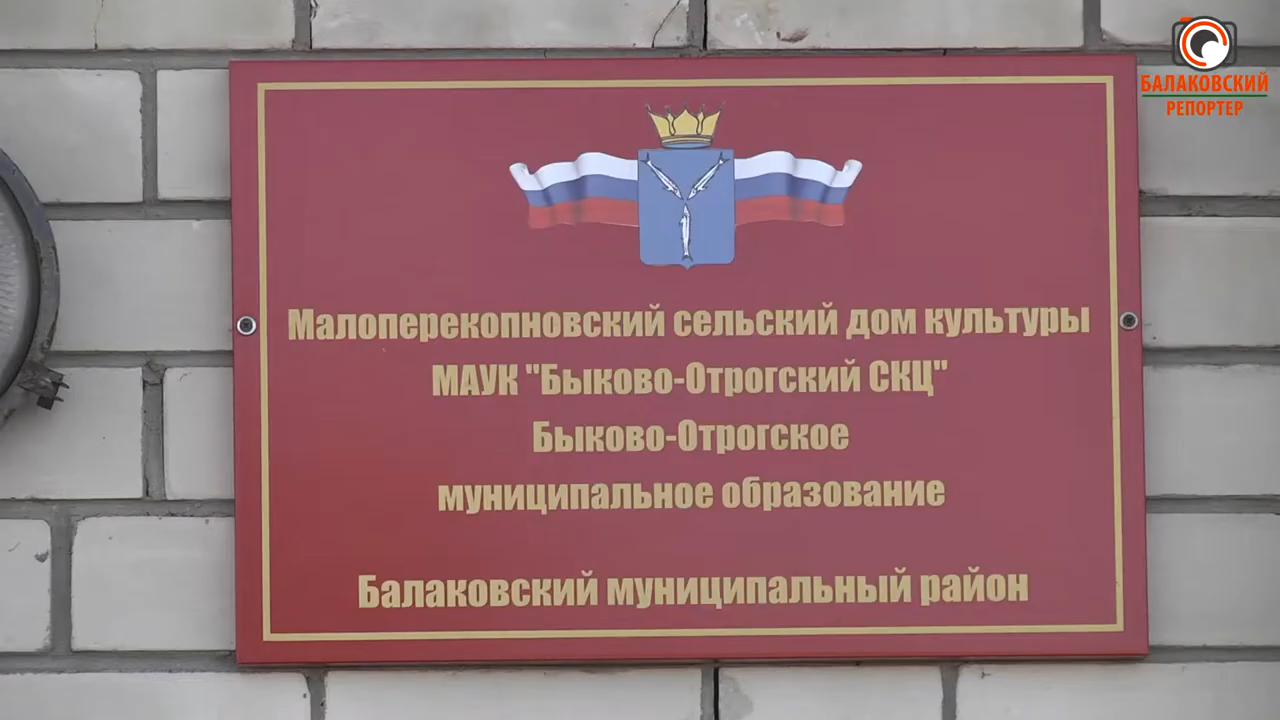 БАЛАКОВСКИЙ
РЕПОРТЕР
Малоперекопновский сельский дом культуры
МАУК "Быково-Отрогский СКЦ"
Быково-Отрогское
муниципальное образование
Балаковский муниципальный район